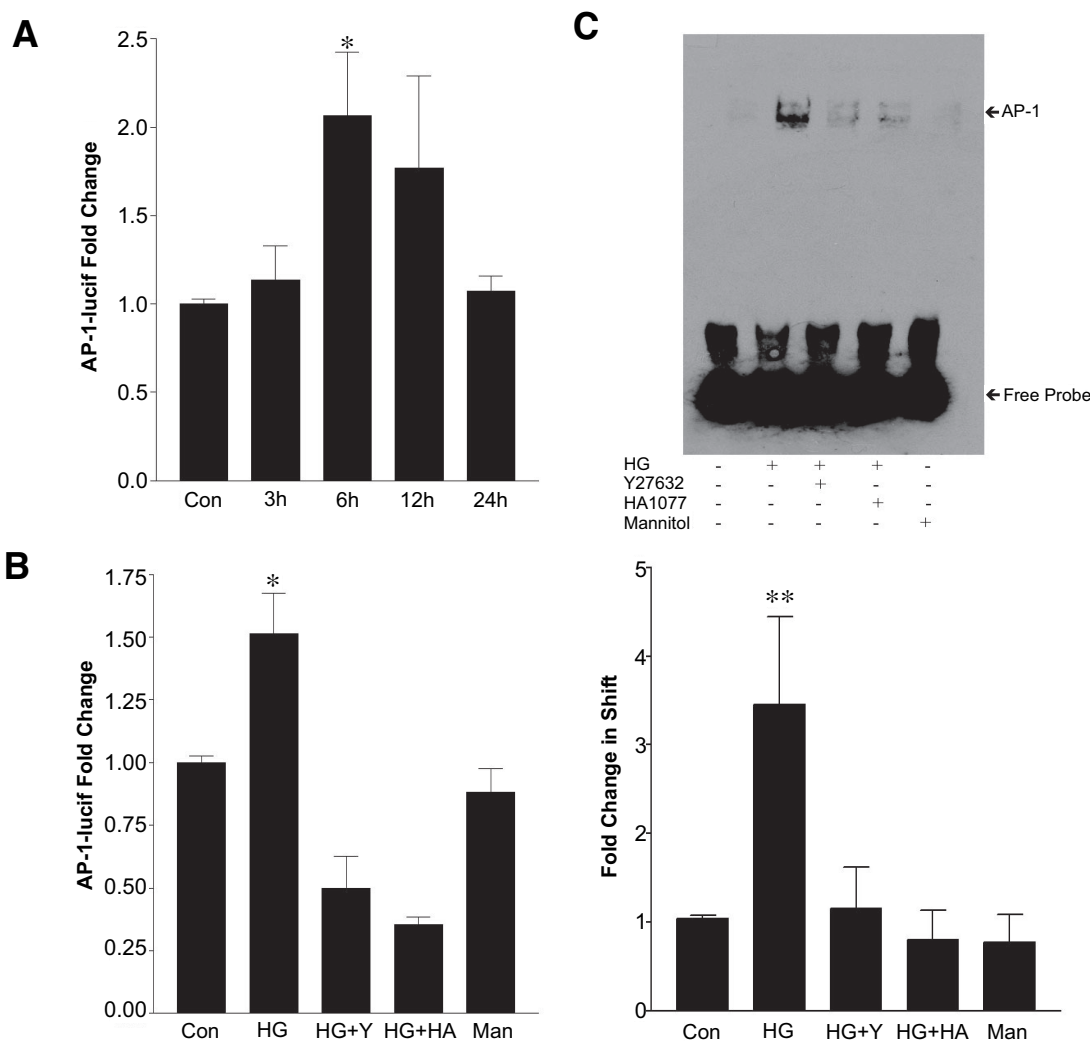 A
AP-1-lucif Fold Change
2.5
2.0
1.5
1.0
0.5
0.0
*
Con 3h 6h 12h 24h
B
AP-1-lucif Fold Change
1.75
1.50
1.25
1.00
0.75
0.50
0.25
0.00
*
Con HG HG+Y HG+HA Man
C
←AP-1
←Free Probe
HG - + + + -
Y27632 - - + - -
HA1077 - - - + -
Mannitol - - - - +
Fold Change in Shift
5
4
3
2
1
0
**
Con HG HG+Y HG+HA Man